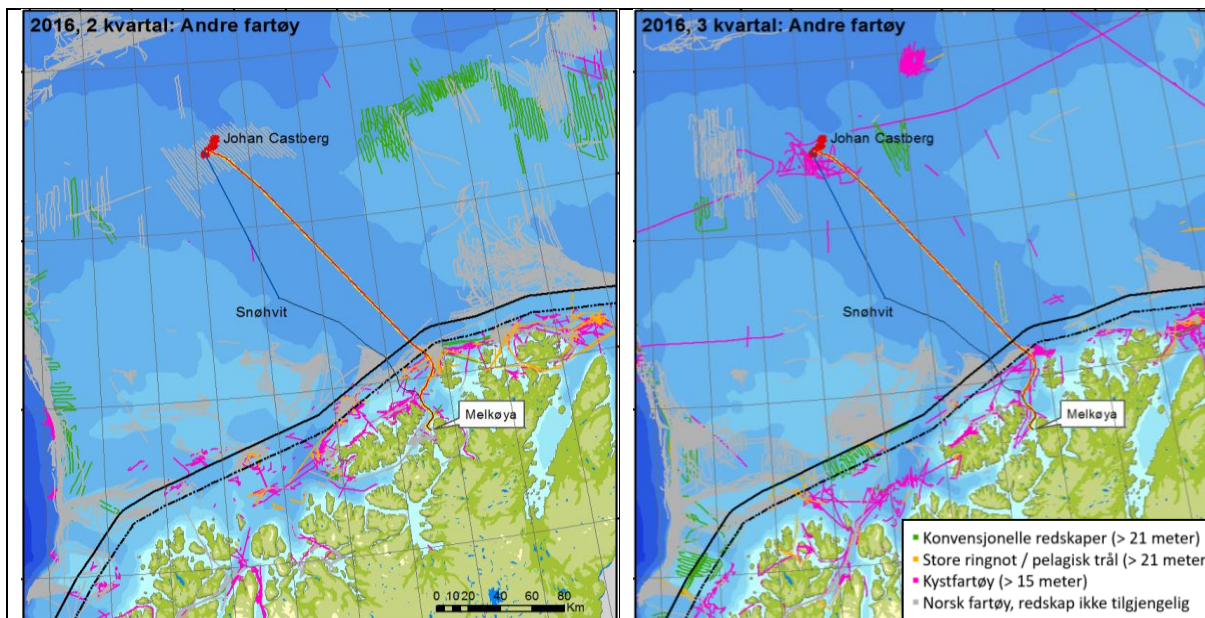 2016, 2 kvartal: Andre fartøy
Johan Castberg
Snøhvit
Melkøya
0 10 20 40 60 80
Km
2016, 3 kvartal: Andre fartøy
Johan Castberg
Snøhvit
Melkøya
Konvensjonelle redskaper (> 21 meter)
Store ringnot / pelagisk trål (> 21 meter
Kystfartøy (> 15 meter)
Norsk fartøy, redskap ikke tilgjengelig